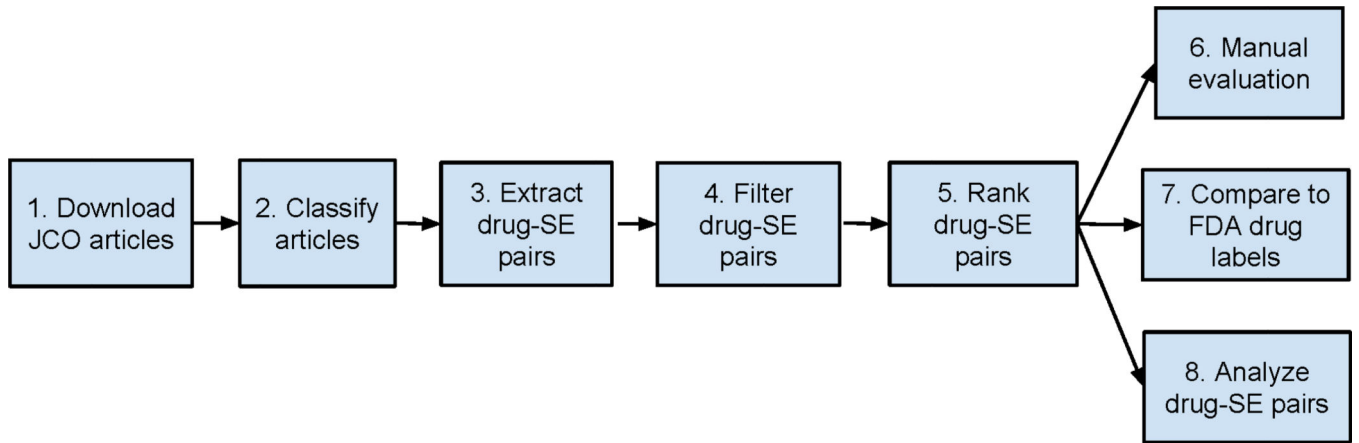 1. Download
JCO articles
2. Classify
articles
3. Extract
drug-SE
pairs
4. Filter
drug-SE
pairs
5. Rank
drug-SE
pairs
6. Manual
evaluation
7. Compare to
FDA drug
labels
8. Analyze
drug-SE pairs